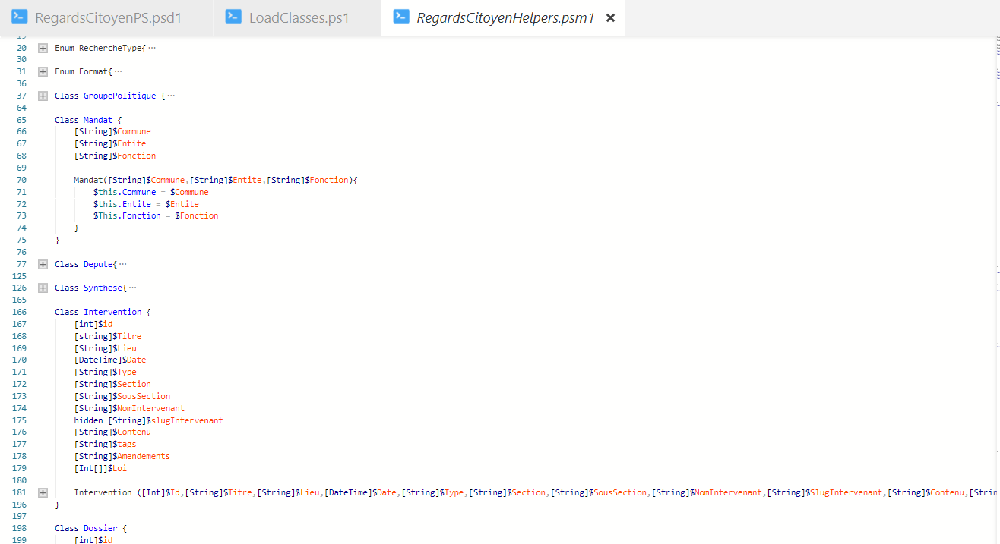 RegardsCitoyenPS.psd1 LoadClasses.ps1 RegardsCitoyenHelpers.psm1 ×
19
20 + Enum RechercheType{ ···
30
31 + Enum Format{ ···
36
37 + Class GroupePolitique { ···
64
65 Class Mandat {
66 [String]$Commune
67 [String]$Entite
68 [String]$Fonction
69
70 Mandat([String]$Commune,[String]$Entite,[String]$Fonction){
71 $this.Commune = $Commune
72 $this.Entite = $Entite
73 $This.Fonction = $Fonction
74 }
75 }
76
77 + Class Depute{ ···
125
126 + Class Synthese{ ···
165
166 Class Intervention {
167 [int]$id
168 [string]$Titre
169 [String]$Lieu
170 [DateTime]$Date
171 [String]$Type
172 [String]$Section
173 [String]$SousSection
174 [String]$NomIntervenant
175 hidden [String]$slugIntervenant
176 [String]$Contenu
177 [String]$tags
178 [String]$Amendements
179 [Int[]]$Loi
180
181 + Intervention ([Int]$Id,[String]$Titre,[String]$Lieu,[DateTime]$Date,[String]$Type,[String]$Section,[String]$SousSection,[String]$NomIntervenant,[String]$SlugIntervenant,[String]$Contenu,[Strin
196 }
197
198 Class Dossier {
199 [int]$id